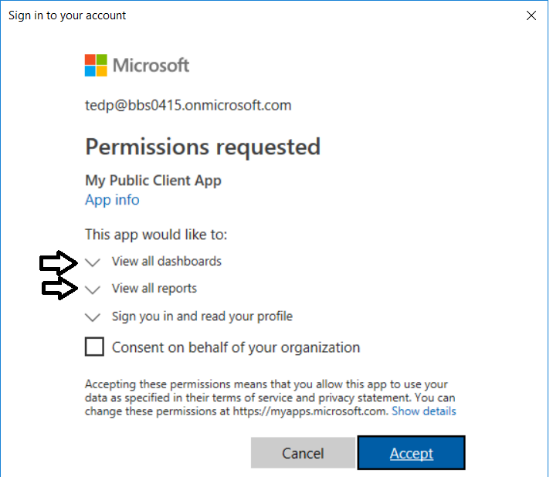 Sign in to your account
Microsoft
tedp@bbs0415.onmicrosoft.com
Permissions requested
My Public Client App
App info
This app would like to:
View all dashboards
View all reports
Sign you in and read your profile
Consent on behalf of your organization
Accepting these permissions means that you allow this app to use your
data as specified in their terms of service and privacy statement. You can
change these permissions at https://myapps.microsoft.com. Show details
Cancel
Accept